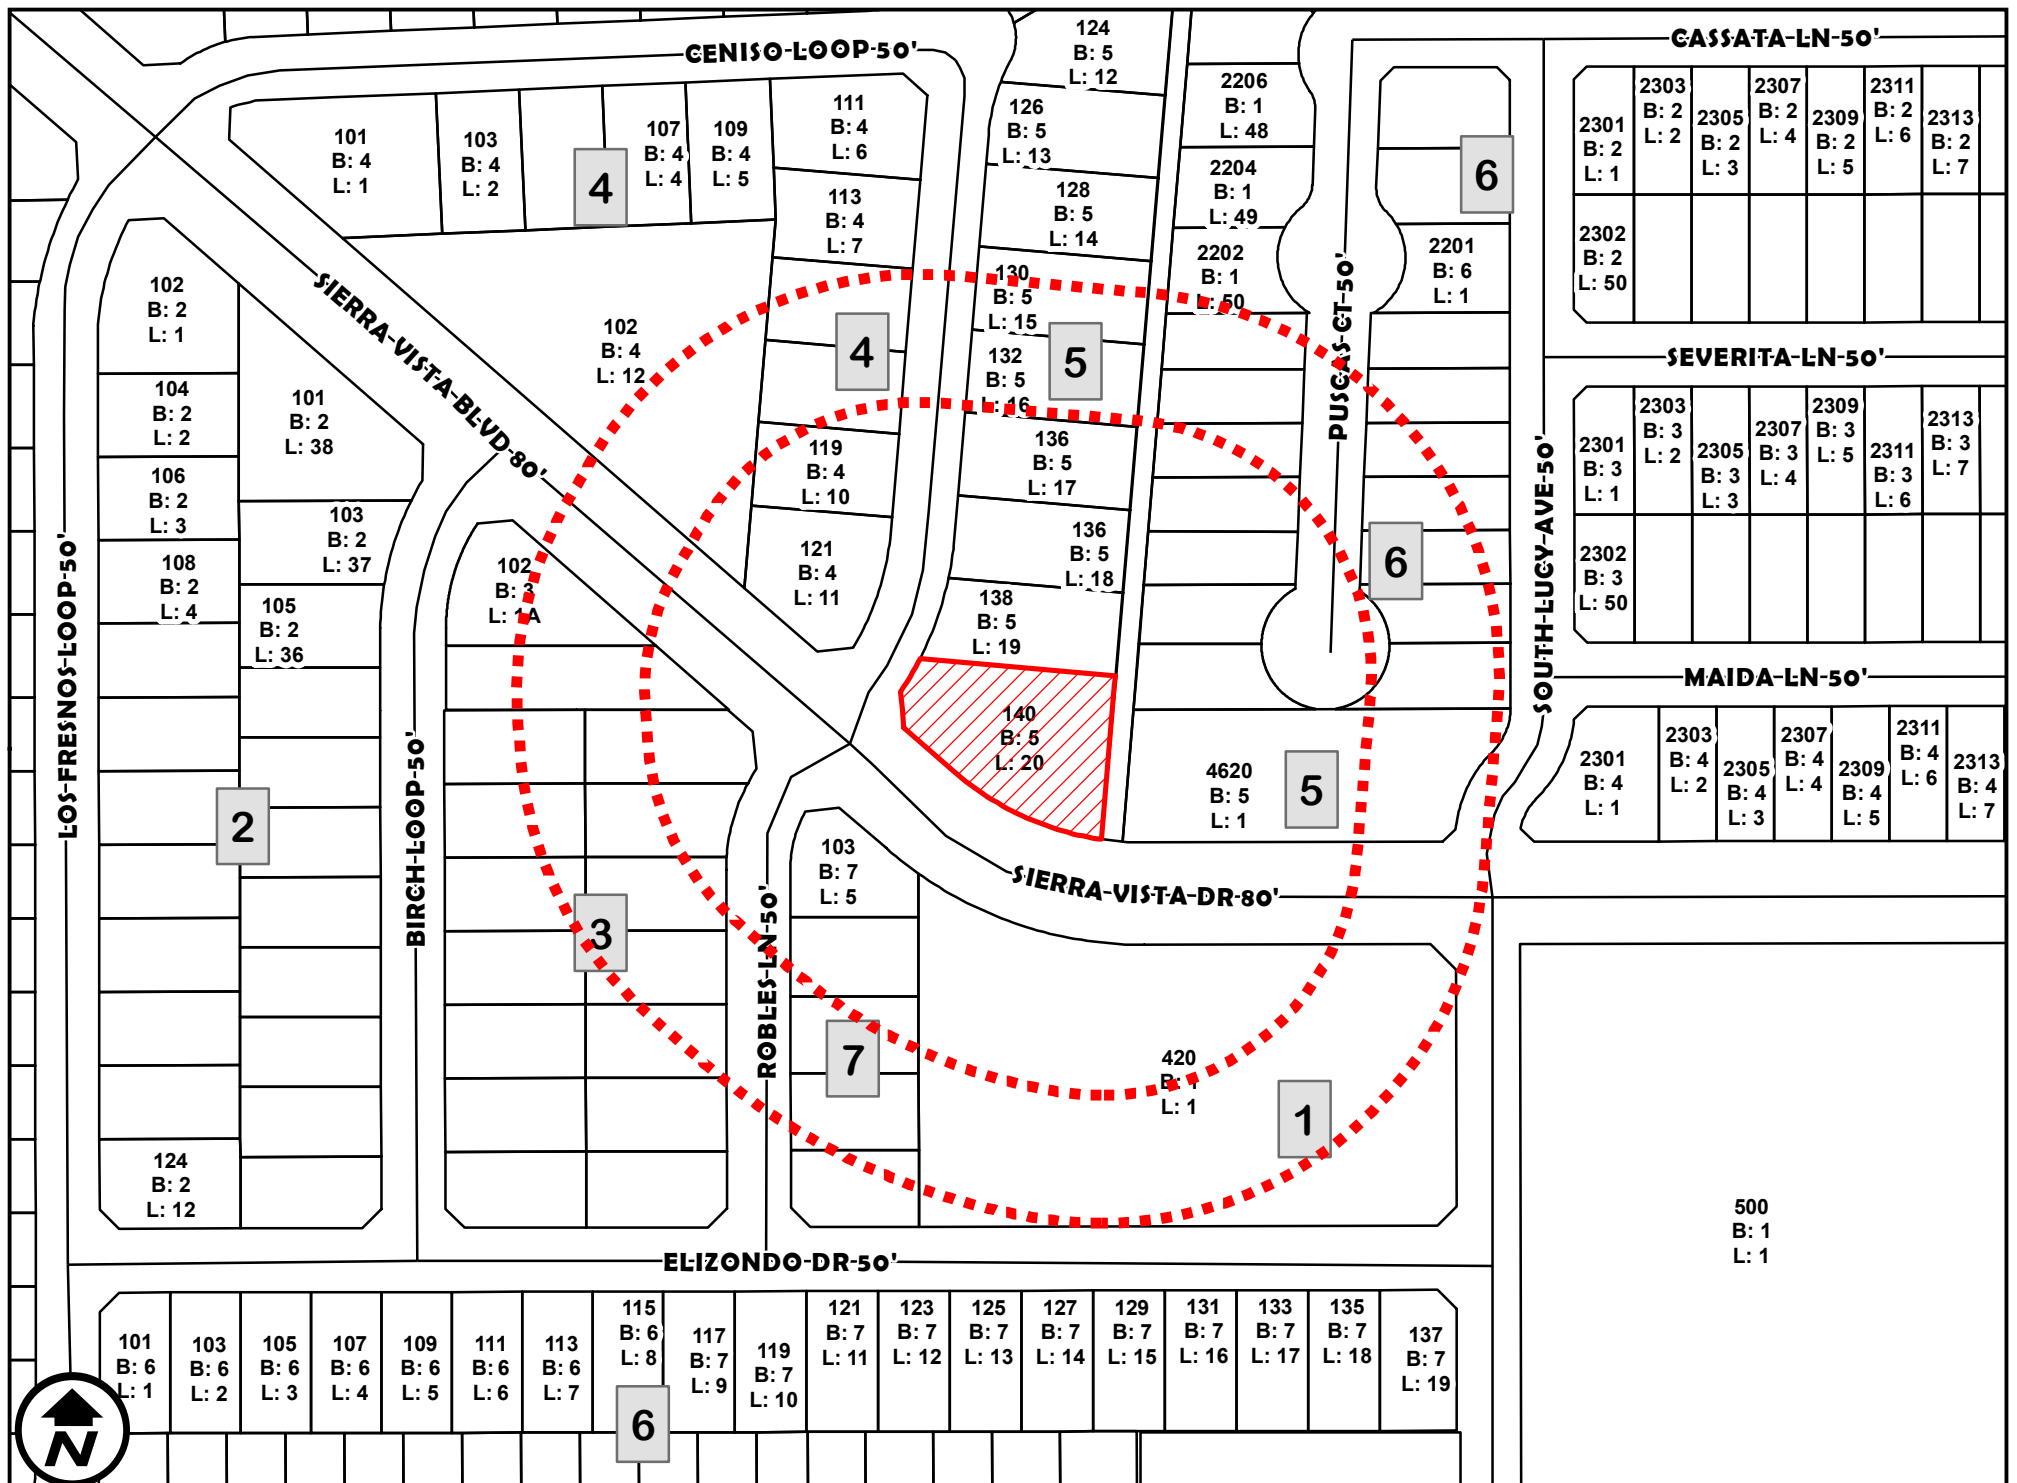 CENISO-LOOP-50'
CASSATA-LN-50'
124
B: 5
L: 12
2206
B: 1
L: 48
101
B: 4
L: 1
103
B: 4
L: 2
4
107
B: 4
L: 4
109
B: 4
L: 5
111
B: 4
L: 6
126
B: 5
L: 13
2204
B: 1
L: 49
6
2301
B: 2
L: 1
2303
B: 2
L: 2
2305
B: 2
L: 3
2307
B: 2
L: 4
2309
B: 2
L: 5
2311
B: 2
L: 6
2313
B: 2
L: 7
113
B: 4
L: 7
128
B: 5
L: 14
2202
B: 1
L: 50
2201
B: 6
L: 1
2302
B: 2
L: 50
102
B: 2
L: 1
SIERRA-VISTA-BLVD-80'
102
B: 4
L: 12
4
130
B: 5
L: 15
5
PUSCAS-CT-50'
SEVERITA-LN-50'
104
B: 2
L: 2
101
B: 2
L: 38
132
B: 5
L: 16
2301
B: 3
L: 1
2303
B: 3
L: 2
2305
B: 3
L: 3
2307
B: 3
L: 4
2309
B: 3
L: 5
2311
B: 3
L: 6
2313
B: 3
L: 7
106
B: 2
L: 3
119
B: 4
L: 10
136
B: 5
L: 17
103
B: 2
L: 37
SOUTH-LUCY-AVE-50'
108
B: 2
L: 4
102
B: 3
L: 1A
121
B: 4
L: 11
136
B: 5
L: 18
6
2302
B: 3
L: 50
LOS-FRESNOS-LOOP-50'
105
B: 2
L: 36
138
B: 5
L: 19
MAIDA-LN-50'
140
B: 5
L: 20
4620
B: 5
L: 1
5
2301
B: 4
L: 1
2303
B: 4
L: 2
2305
B: 4
L: 3
2307
B: 4
L: 4
2309
B: 4
L: 5
2311
B: 4
L: 6
2313
B: 4
L: 7
2
BIRCH-LOOP-50'
103
B: 7
L: 5
SIERRA-VISTA-DR-80'
3
ROBLES-LN-50'
7
420
B: 1
L: 1
1
124
B: 2
L: 12
500
B: 1
L: 1
ELIZONDO-DR-50'
101
B: 6
L: 1
103
B: 6
L: 2
105
B: 6
L: 3
107
B: 6
L: 4
109
B: 6
L: 5
111
B: 6
L: 6
113
B: 6
L: 7
115
B: 6
L: 8
117
B: 7
L: 9
119
B: 7
L: 10
121
B: 7
L: 11
123
B: 7
L: 12
125
B: 7
L: 13
127
B: 7
L: 14
129
B: 7
L: 15
131
B: 7
L: 16
133
B: 7
L: 17
135
B: 7
L: 18
137
B: 7
L: 19
6
N